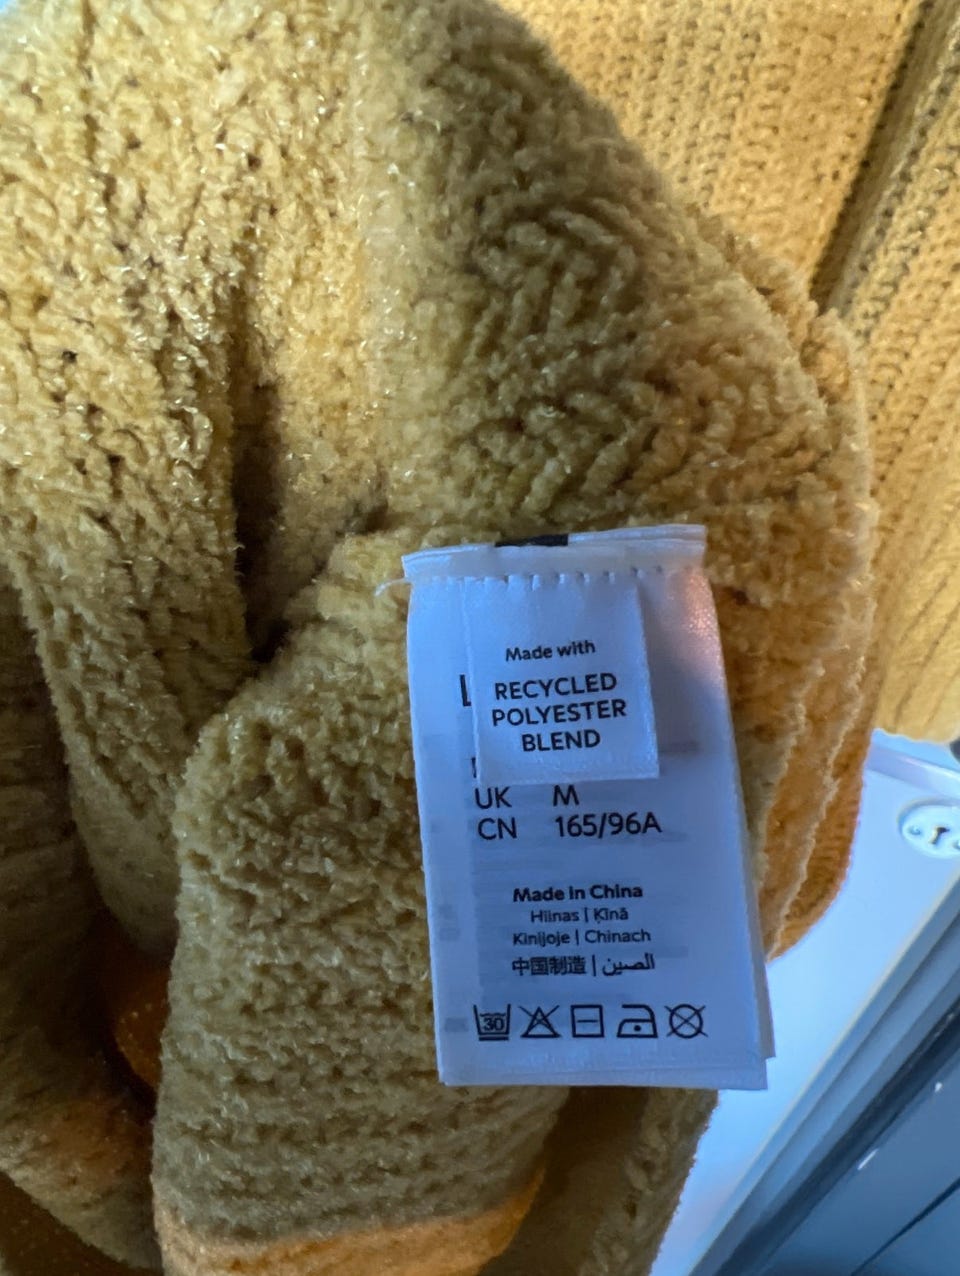 Made with
RECYCLED
POLYESTER
BLEND
L
UK M
CN 165/96A
Made in China
Hiinas | Ķīnā
Kinijoje | Chinach
中国制造 | الصين
30